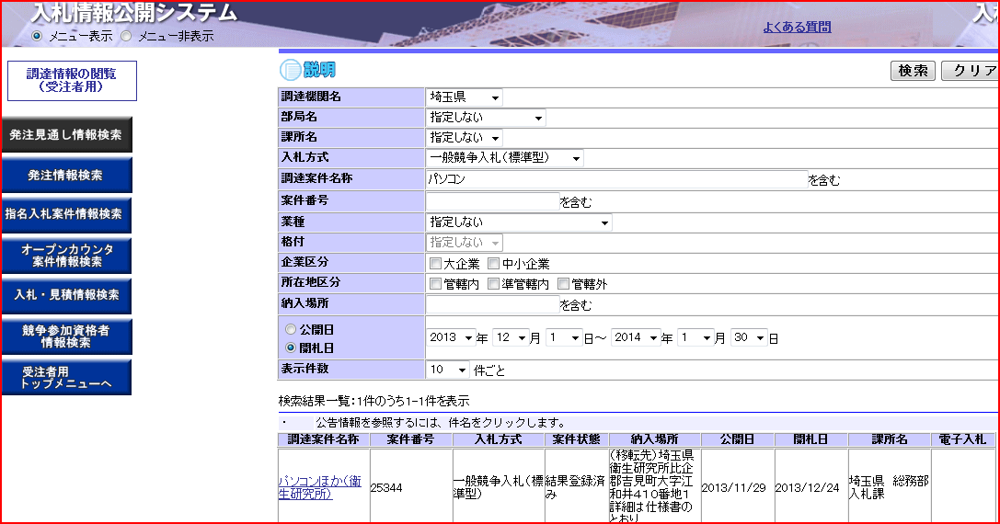 入札情報公開システム
入
メニュー表示 メニュー非表示
よくある質問
調達情報の閲覧
（受注者用）
発注見通し情報検索
発注情報検索
指名入札案件情報検索
オープンカウンタ
案件情報検索
入札・見積情報検索
競争参加資格者
情報検索
受注者用
トップメニューへ
説明
検索 クリア
調達機関名 埼玉県
部局名 指定しない
課所名 指定しない
入札方式 一般競争入札（標準型）
調達案件名称 パソコン を含む
案件番号 を含む
業種 指定しない
格付 指定しない
企業区分 大企業 中小企業
所在地区分 管轄内 準管轄内 管轄外
納入場所 を含む
公開日
開札日
2013 年 12 月 1 日～ 2014 年 1 月 30 日
表示件数 10 件ごと
検索結果一覧：1件のうち1-1件を表示
・ 公告情報を参照するには、件名をクリックします。
調達案件名称 案件番号 入札方式 案件状態 納入場所 公開日 開札日 課所名 電子入札
パソコンほか（衛
生研究所）
25344
一般競争入札（標
準型）
結果登録済
み
（移転先）埼玉県
衛生研究所比企
郡吉見町大字江
和井４１０番地１
詳細は仕様書の
とおり
2013/11/29
2013/12/24
埼玉県　総務部
入札課